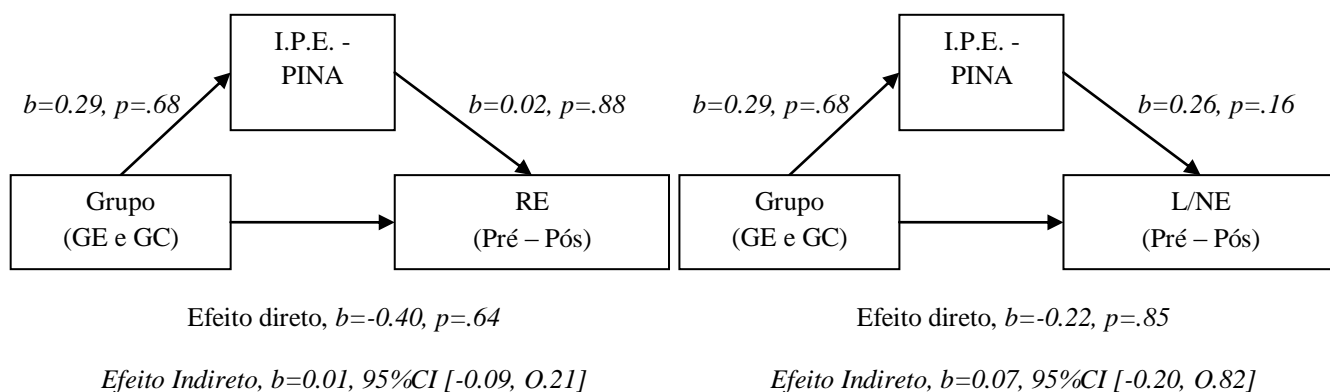 I.P.E. -
PINA
b=0.29, p=.68
b=0.02, p=.88
Grupo
(GE e GC)
RE
(Pré – Pós)
Efeito direto, b=-0.40, p=.64
Efeito Indireto, b=0.01, 95%CI [-0.09, O.21]
I.P.E. -
PINA
b=0.29, p=.68
b=0.26, p=.16
Grupo
(GE e GC)
L/NE
(Pré – Pós)
Efeito direto, b=-0.22, p=.85
Efeito Indireto, b=0.07, 95%CI [-0.20, O.82]